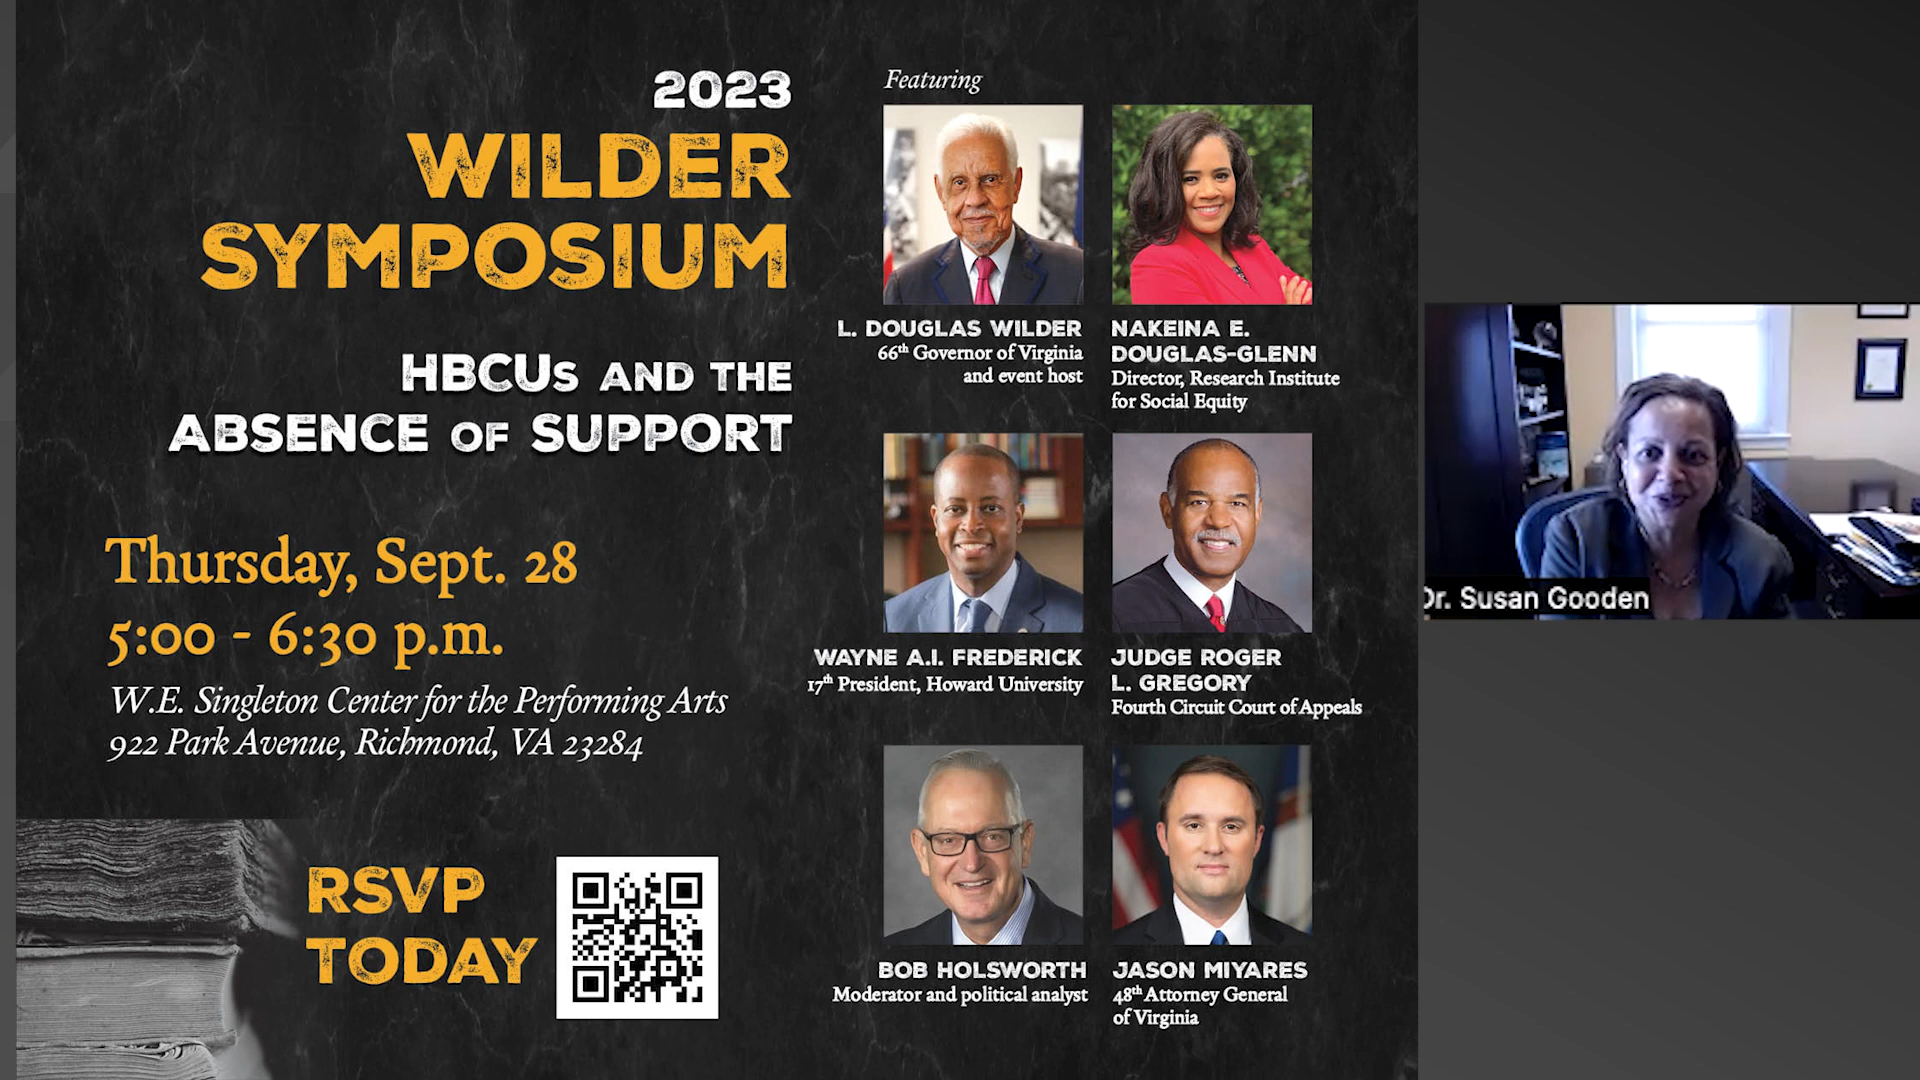 2023
WILDER
SYMPOSIUM
HBCUs AND THE
ABSENCE OF SUPPORT
Thursday, Sept. 28
5:00 - 6:30 p.m.
W.E. Singleton Center for the Performing Arts
922 Park Avenue, Richmond, VA 23284
RSVP
TODAY
Featuring
L. DOUGLAS WILDER
66th Governor of Virginia
and event host
NAKEINA E.
DOUGLAS-GLENN
Director, Research Institute
for Social Equity
WAYNE A.I. FREDERICK
17th President, Howard University
JUDGE ROGER
L. GREGORY
Fourth Circuit Court of Appeals
BOB HOLSWORTH
Moderator and political analyst
JASON MIYARES
48th Attorney General
of Virginia
Dr. Susan Gooden